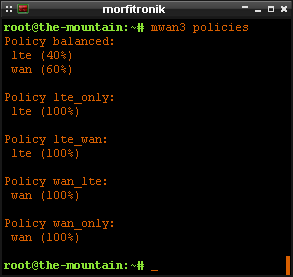 morfitronik
root@the-mountain:~# mwan3 policies
Policy balanced:
 lte (40%)
 wan (60%)
Policy lte_only:
 lte (100%)
Policy lte_wan:
 lte (100%)
Policy wan_lte:
 wan (100%)
Policy wan_only:
 wan (100%)
root@the-mountain:~# _